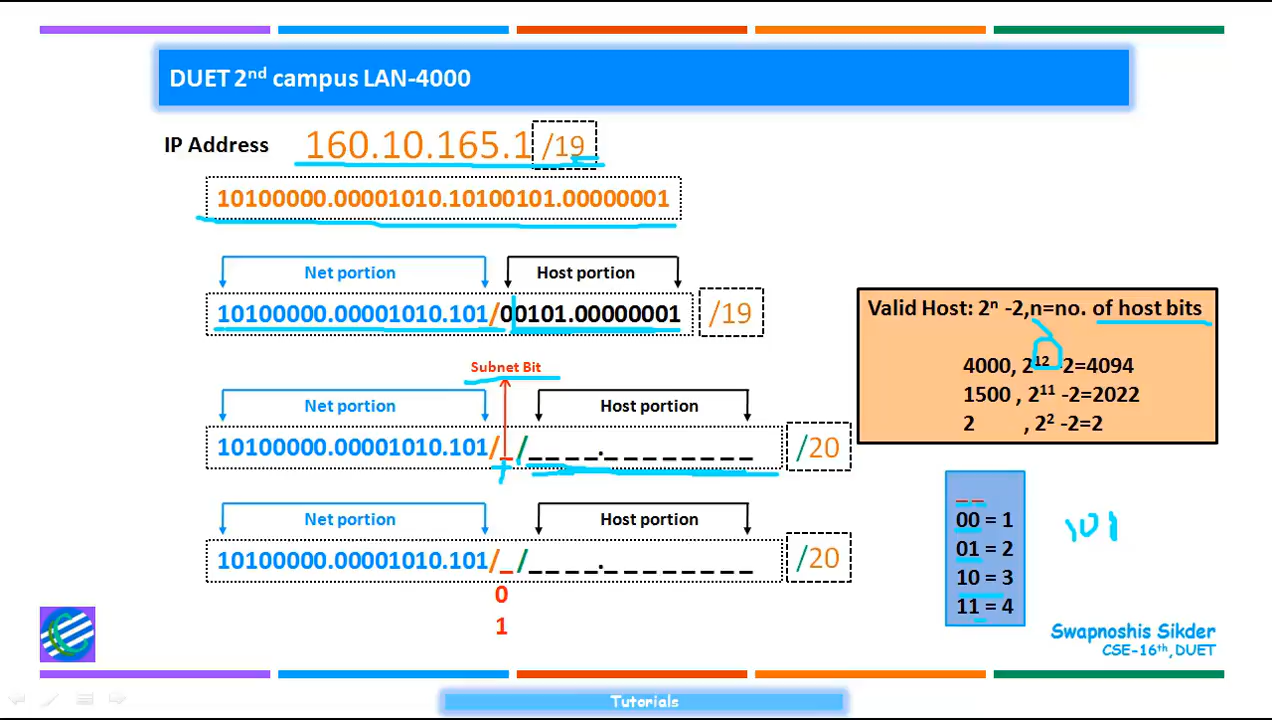 DUET 2nd campus LAN-4000
IP Address 160.10.165.1 /19
10100000.00001010.10100101.00000001
Net portion Host portion
10100000.00001010.101/00101.00000001 /19
Subnet Bit
Net portion Host portion
10100000.00001010.101/_/____.________ /20
Net portion Host portion
10100000.00001010.101/_/____.________ /20
0
1
Valid Host: 2ⁿ -2,n=no. of host bits
4000, 2¹² -2=4094
1500 , 2¹¹ -2=2022
2 , 2² -2=2
_ _
00 = 1
01 = 2
10 = 3
11 = 4
101
Swapnoshis Sikder
CSE-16th,DUET
Tutorials